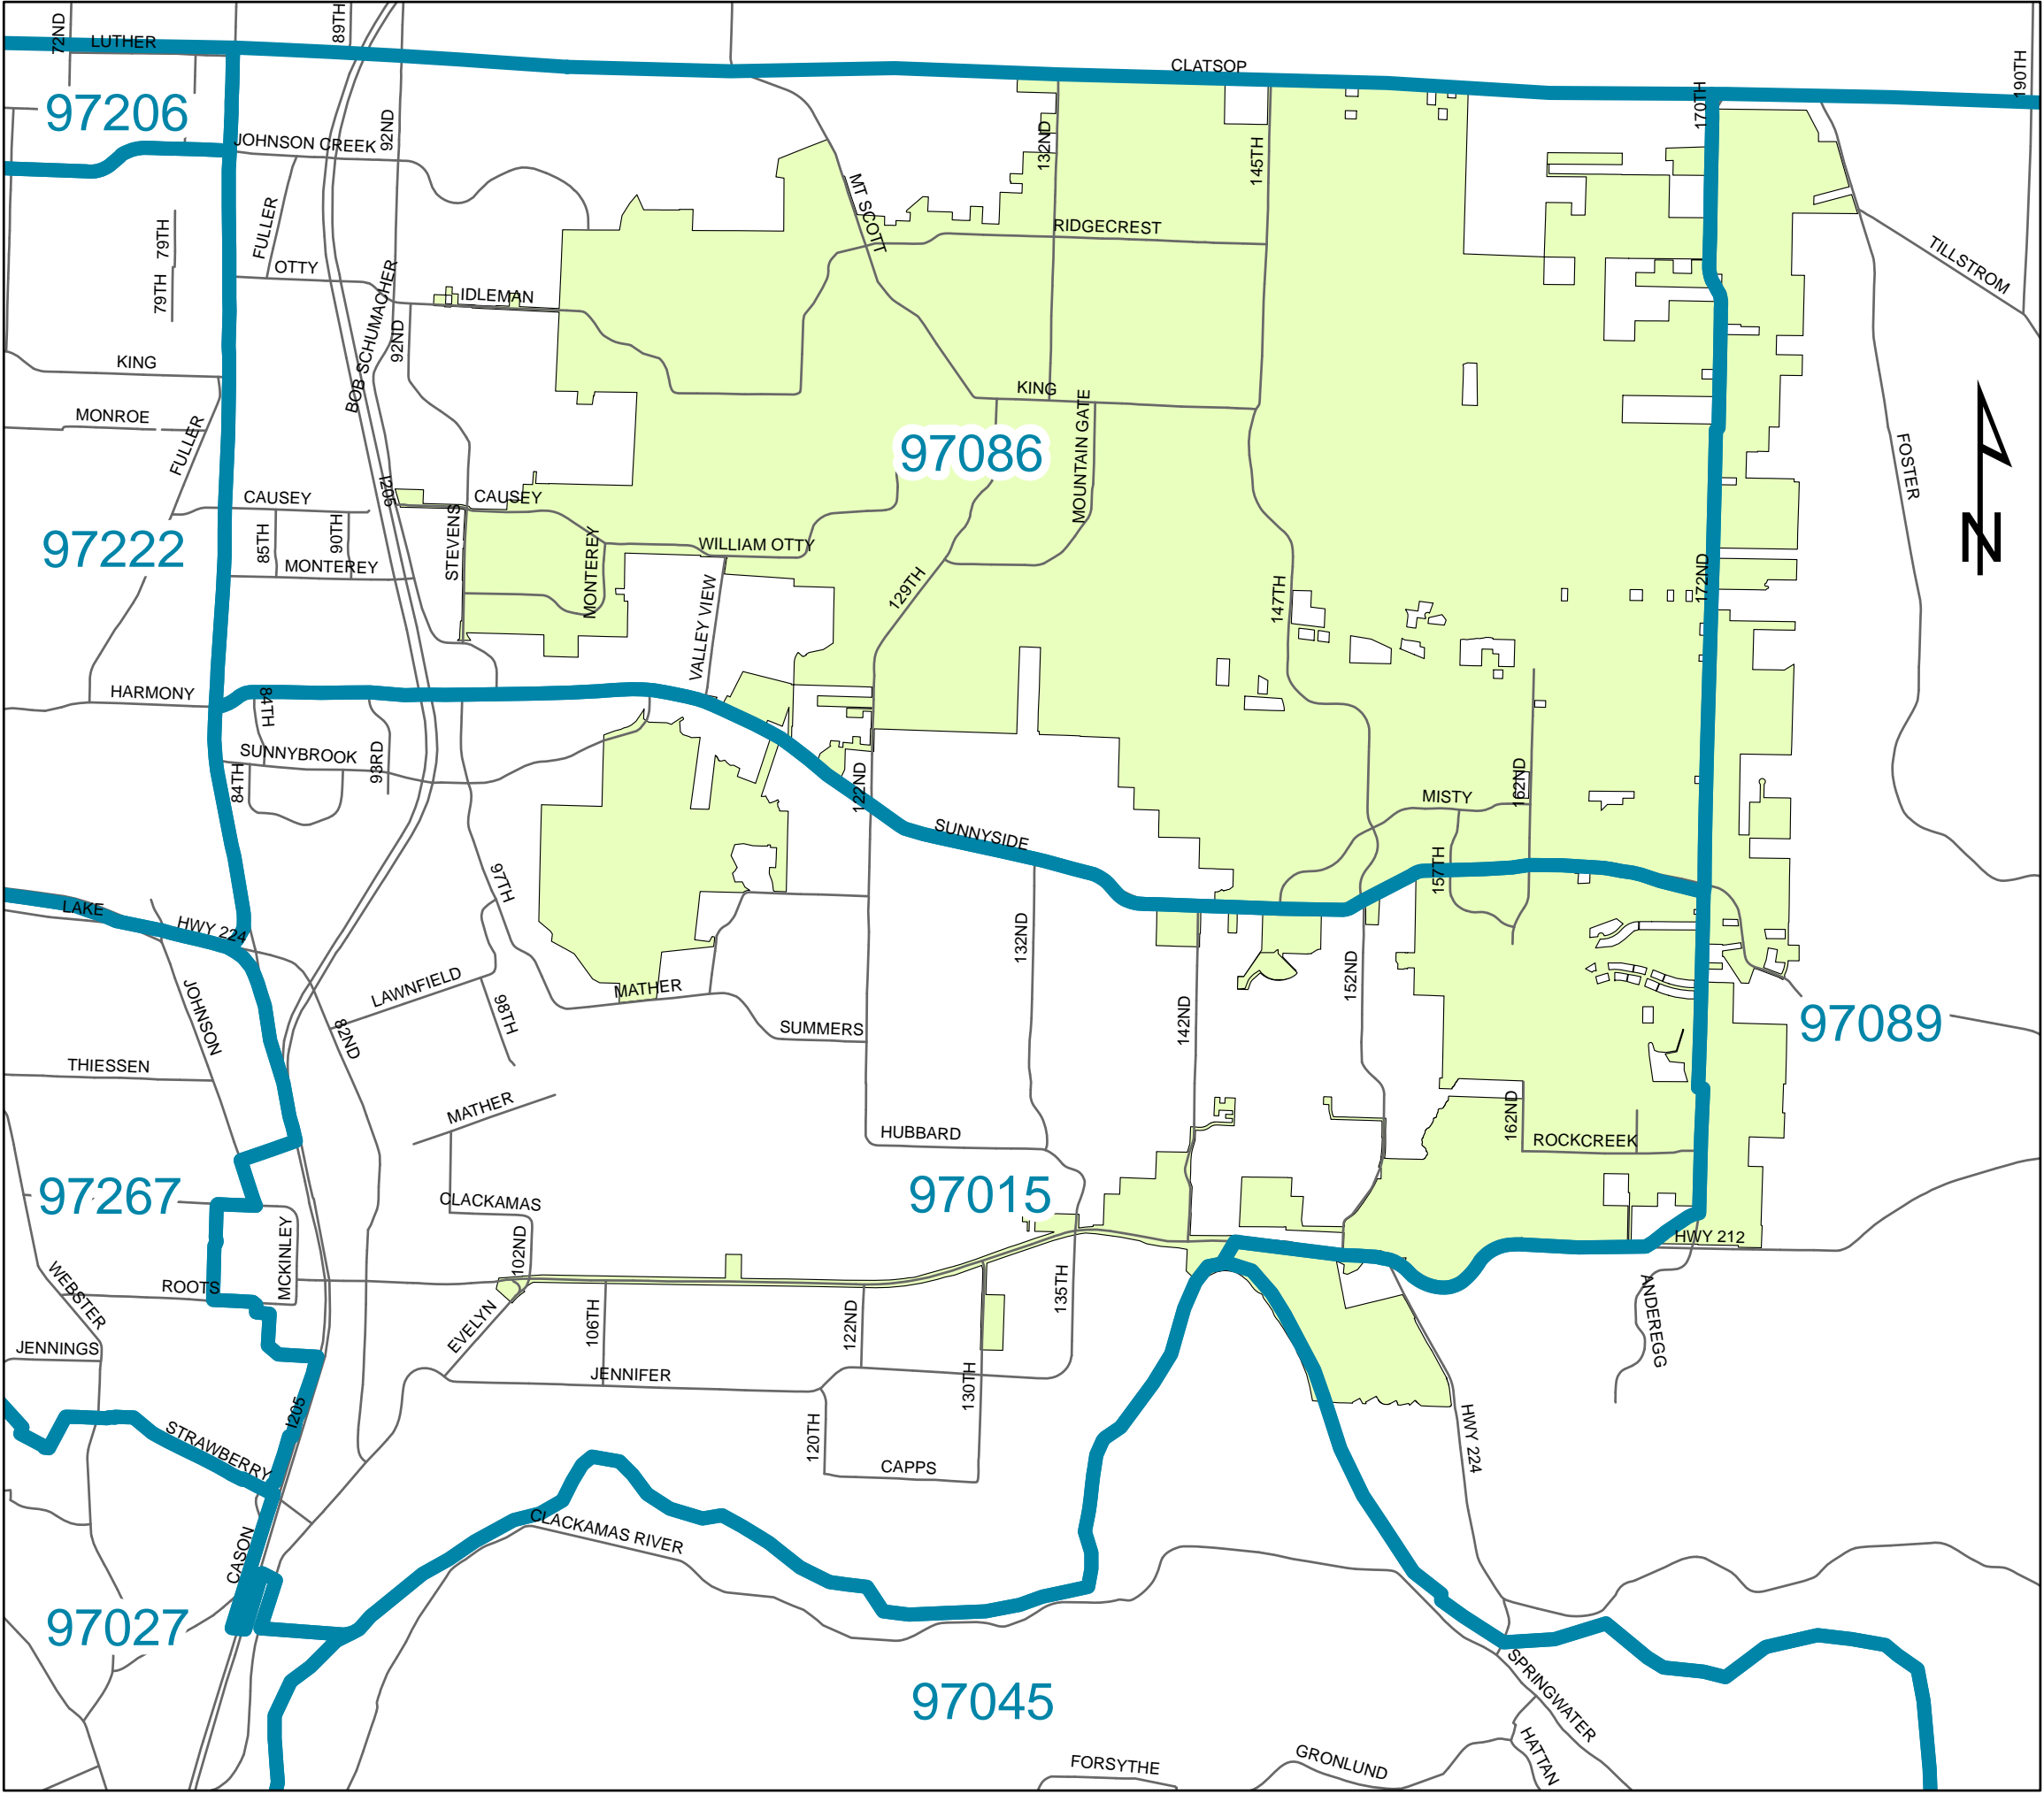 72ND
89TH
LUTHER
CLATSOP
190TH
97206
92ND
170TH
JOHNSON CREEK
132ND
145TH
MT SCOTT
79TH
FULLER
RIDGECREST
TILLSTROM
79TH
OTTY
BOB SCHUMACHER
IDLEMAN
92ND
KING
KING
MONROE
FULLER
MOUNTAIN GATE
97086
FOSTER
I205
CAUSEY
CAUSEY
N
97222
85TH
90TH
STEVENS
MONTEREY
WILLIAM OTTY
MONTEREY
VALLEY VIEW
129TH
147TH
172ND
HARMONY
84TH
SUNNYBROOK
93RD
84TH
122ND
162ND
MISTY
SUNNYSIDE
157TH
97TH
LAKE
HWY 224
132ND
152ND
LAWNFIELD
MATHER
98TH
JOHNSON
82ND
SUMMERS
142ND
97089
THIESSEN
MATHER
HUBBARD
162ND
ROCKCREEK
97267
97015
CLACKAMAS
MCKINLEY
102ND
HWY 212
WEBSTER
ROOTS
EVELYN
106TH
122ND
135TH
ANDEREGG
JENNINGS
JENNIFER
130TH
I205
STRAWBERRY
120TH
HWY 224
CAPPS
CLACKAMAS RIVER
CASON
97027
97045
SPRINGWATER
HATTAN
FORSYTHE
GRONLUND